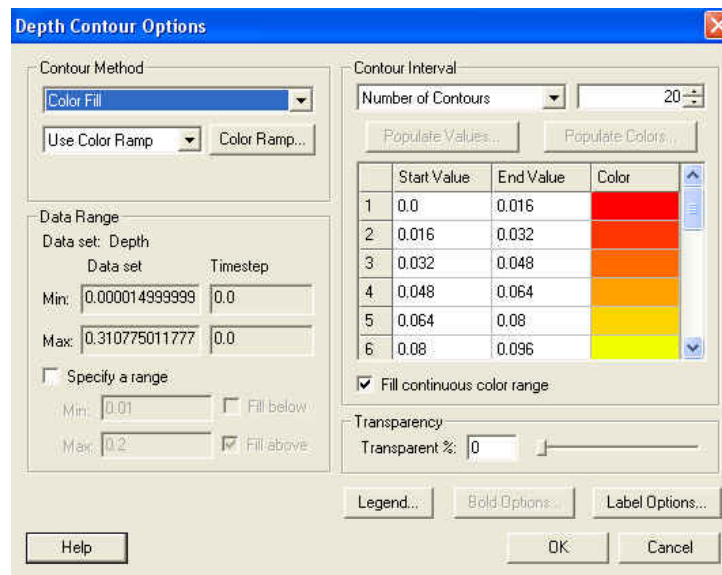 Depth Contour Options
Contour Method
Color Fill
Use Color Ramp
Color Ramp...
Data Range
Data set: Depth
Data set Timestep
Min: 0.000014999999 0.0
Max: 0.310775011777 0.0
Specify a range
Min: 0.01 Fill below
Max: 0.2 Fill above
Contour Interval
Number of Contours 20
Populate Values... Populate Colors...
Start Value End Value Color
1 0.0 0.016
2 0.016 0.032
3 0.032 0.048
4 0.048 0.064
5 0.064 0.08
6 0.08 0.096
Fill continuous color range
Transparency
Transparent %: 0
Legend... Bold Options... Label Options...
Help OK Cancel